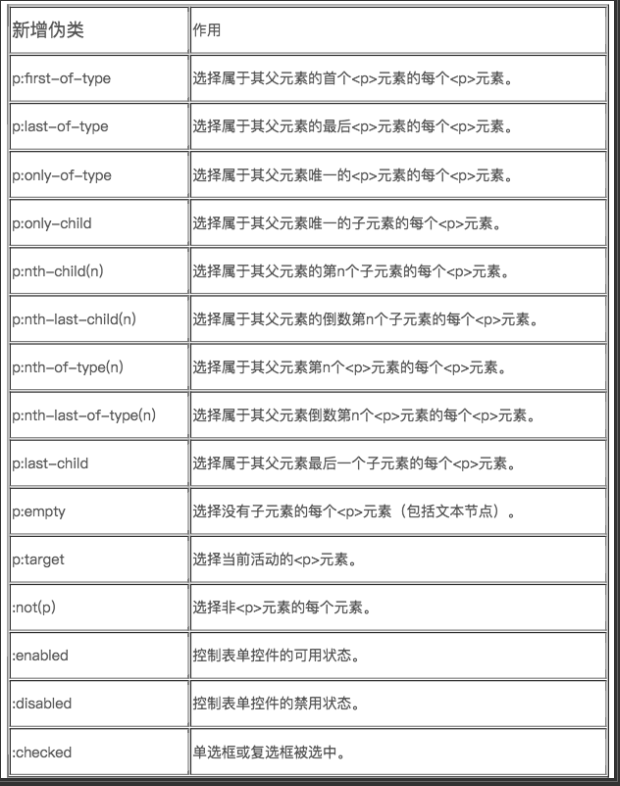 新增伪类 作用
p:first-of-type 选择属于其父元素的首个<p>元素的每个<p>元素。
p:last-of-type 选择属于其父元素的最后<p>元素的每个<p>元素。
p:only-of-type 选择属于其父元素唯一的<p>元素的每个<p>元素。
p:only-child 选择属于其父元素唯一的子元素的每个<p>元素。
p:nth-child(n) 选择属于其父元素的第n个子元素的每个<p>元素。
p:nth-last-child(n) 选择属于其父元素的倒数第n个子元素的每个<p>元素。
p:nth-of-type(n) 选择属于其父元素第n个<p>元素的每个<p>元素。
p:nth-last-of-type(n) 选择属于其父元素倒数第n个<p>元素的每个<p>元素。
p:last-child 选择属于其父元素最后一个子元素的每个<p>元素。
p:empty 选择没有子元素的每个<p>元素（包括文本节点）。
p:target 选择当前活动的<p>元素。
:not(p) 选择非<p>元素的每个元素。
:enabled 控制表单控件的可用状态。
:disabled 控制表单控件的禁用状态。
:checked 单选框或复选框被选中。